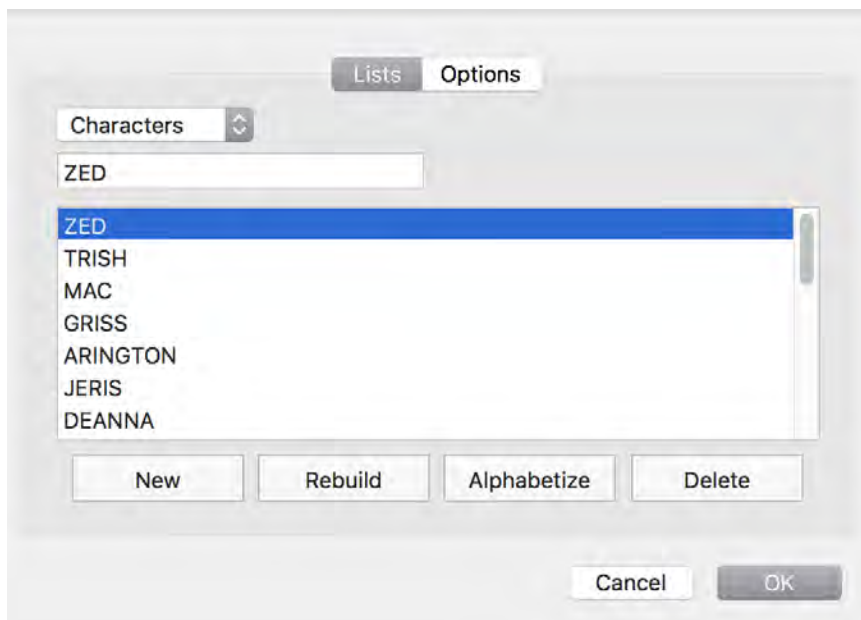 Lists Options
Characters
ZED
ZED
TRISH
MAC
GRISS
ARINGTON
JERIS
DEANNA
New Rebuild Alphabetize Delete
Cancel OK